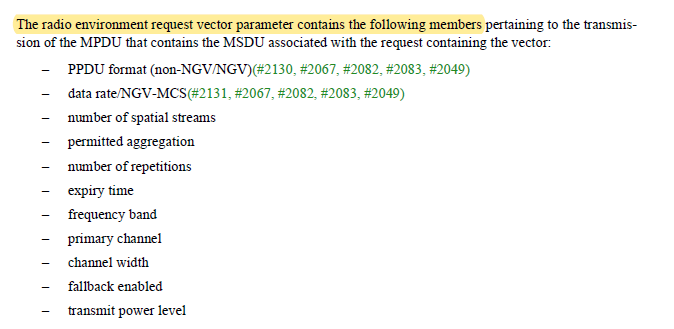 The radio environment request vector parameter contains the following members pertaining to the transmis-
sion of the MPDU that contains the MSDU associated with the request containing the vector:
– PPDU format (non-NGV/NGV)(#2130, #2067, #2082, #2083, #2049)
– data rate/NGV-MCS(#2131, #2067, #2082, #2083, #2049)
– number of spatial streams
– permitted aggregation
– number of repetitions
– expiry time
– frequency band
– primary channel
– channel width
– fallback enabled
– transmit power level